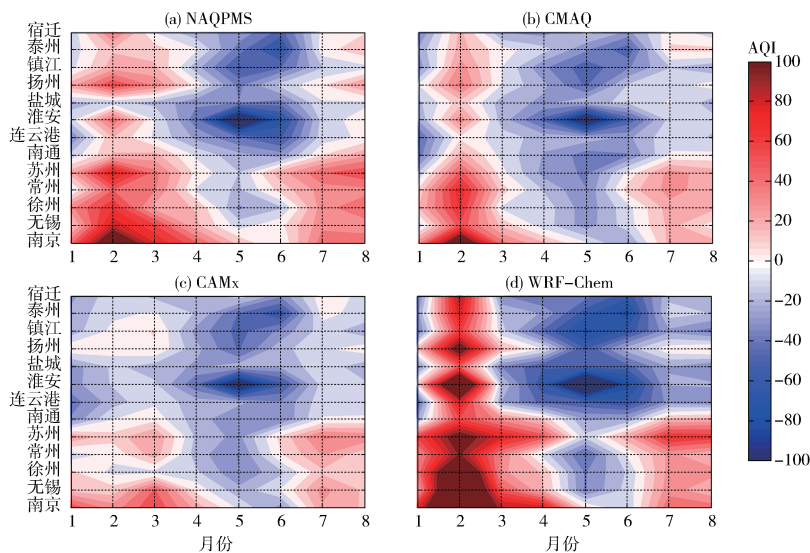 (a) NAQPMS
(b) CMAQ
AQI
宿迁
泰州
镇江
扬州
盐城
淮安
连云港
南通
苏州
常州
徐州
无锡
南京
1 2 3 4 5 6 7 8
1 2 3 4 5 6 7 8
(c) CAMx
(d) WRF-Chem
宿迁
泰州
镇江
扬州
盐城
淮安
连云港
南通
苏州
常州
徐州
无锡
南京
1 2 3 4 5 6 7 8
1 2 3 4 5 6 7 8
月份
月份
100
80
60
40
20
0
-20
-40
-60
-80
-100